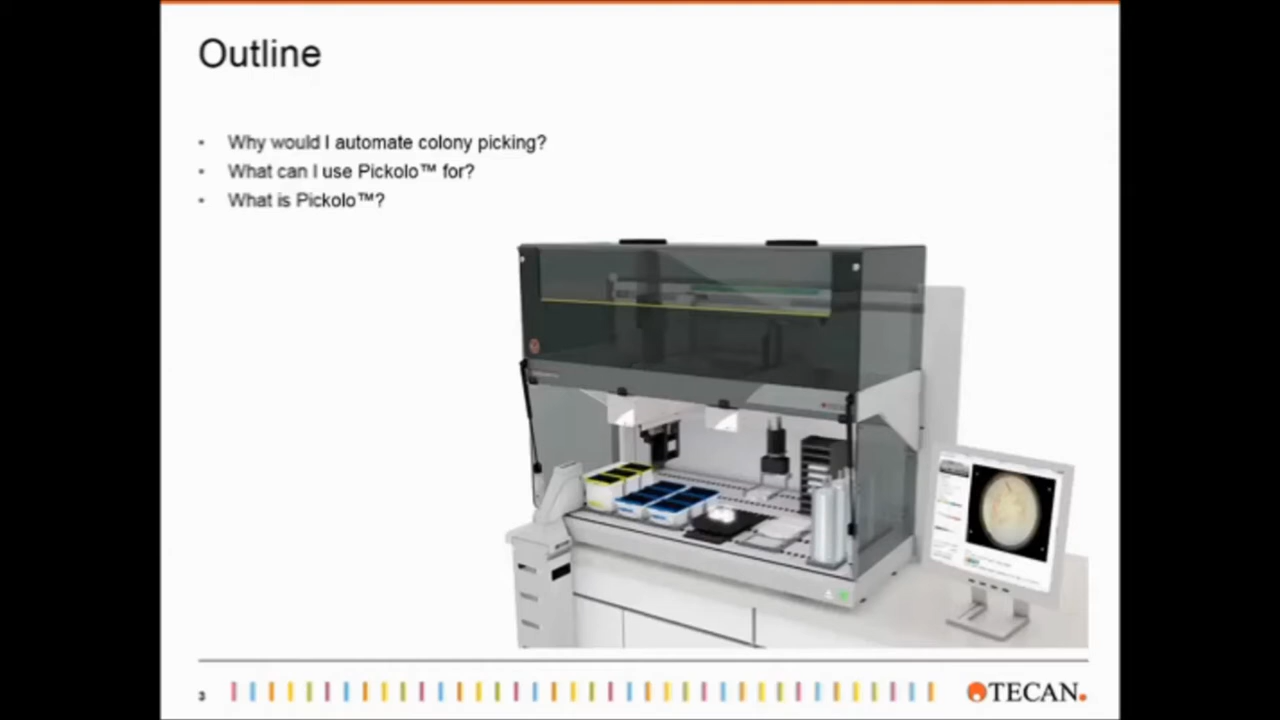 Outline
• Why would I automate colony picking?
• What can I use Pickolo™ for?
• What is Pickolo™?
3
TECAN.